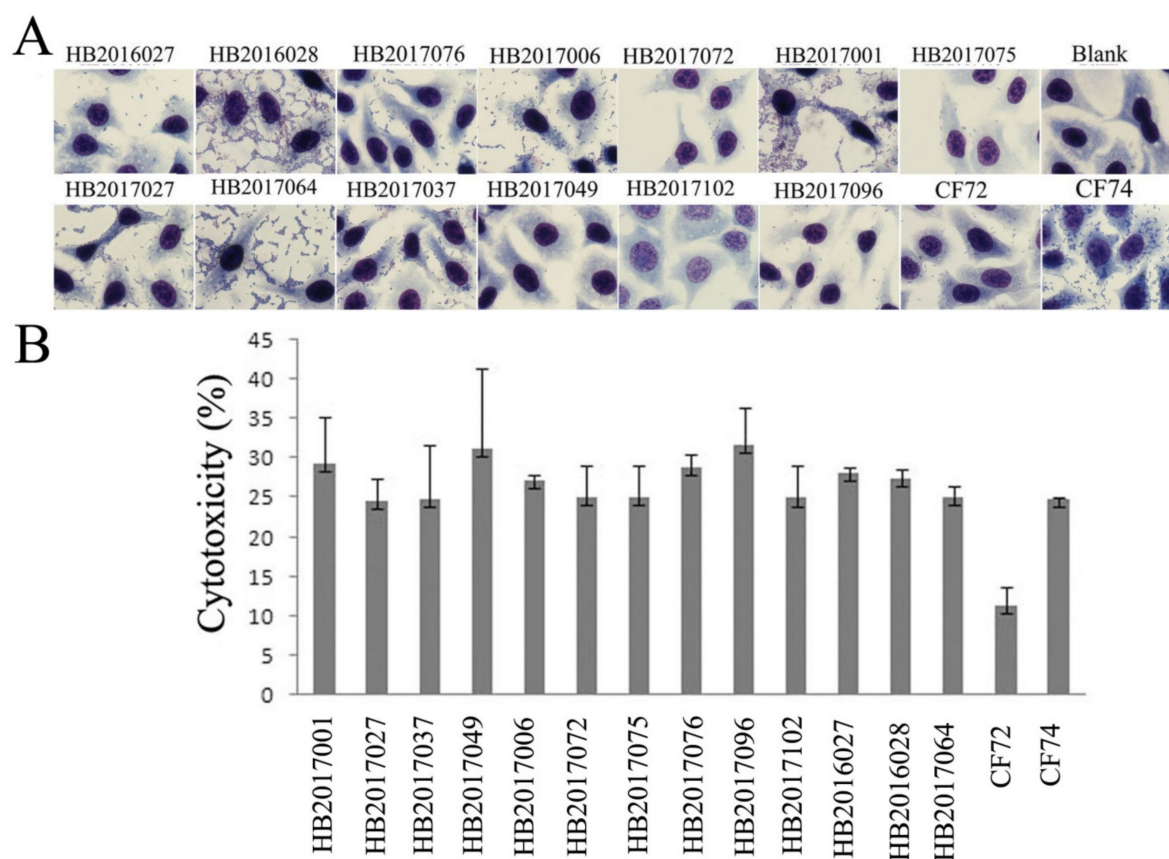 A
HB2016027 HB2016028 HB2017076 HB2017006 HB2017072 HB2017001 HB2017075 Blank
HB2017027 HB2017064 HB2017037 HB2017049 HB2017102 HB2017096 CF72 CF74
B
Cytotoxicity (%)
45
40
35
30
25
20
15
10
5
0
HB2017001
HB2017027
HB2017037
HB2017049
HB2017006
HB2017072
HB2017075
HB2017076
HB2017096
HB2017102
HB2016027
HB2016028
HB2017064
CF72
CF74